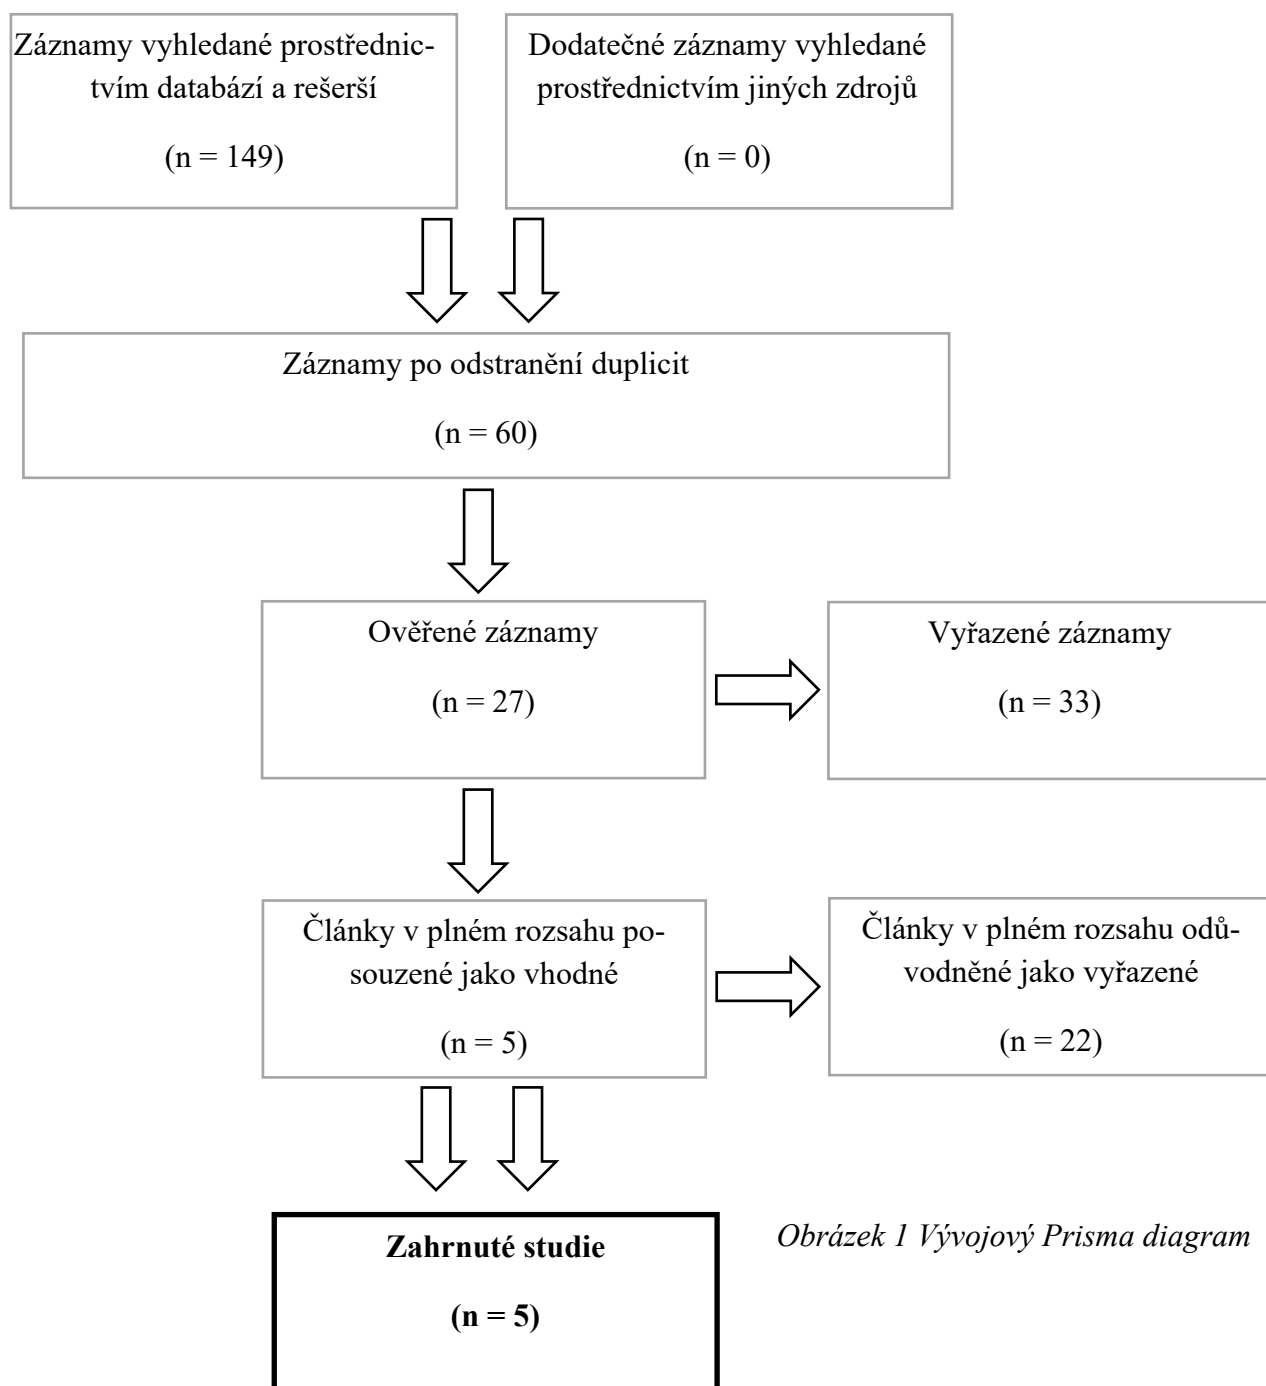 Záznamy vyhledané prostřednic-
tvím databází a rešerší
(n = 149)
Dodatečné záznamy vyhledané
prostřednictvím jiných zdrojů
(n = 0)
Záznamy po odstranění duplicit
(n = 60)
Ověřené záznamy
(n = 27)
Vyřazené záznamy
(n = 33)
Články v plném rozsahu po-
souzené jako vhodné
(n = 5)
Články v plném rozsahu odů-
vodněné jako vyřazené
(n = 22)
Zahrnuté studie
(n = 5)
Obrázek 1 Vývojový Prisma diagram